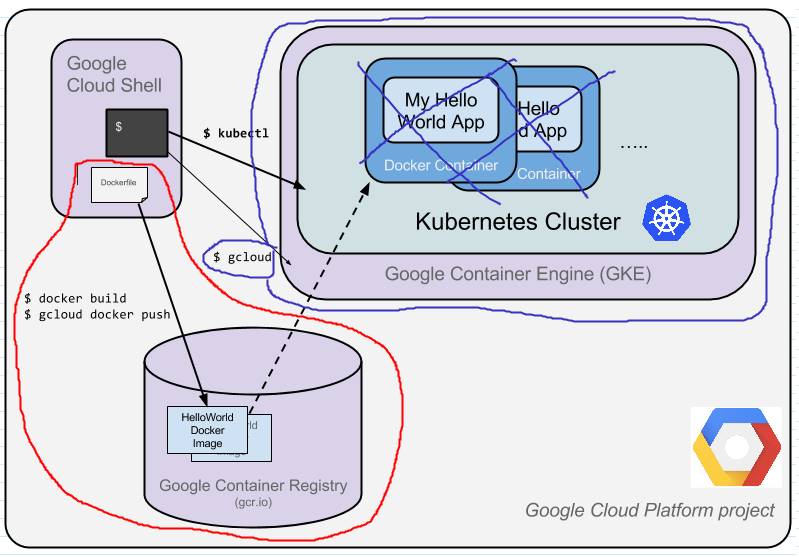 Google
Cloud Shell
$
Dockerfile
$ kubectl
My Hello
World App
Docker Container
Hello
d App
Container
.....
Kubernetes Cluster
$ gcloud
Google Container Engine (GKE)
$ docker build
$ gcloud docker push
HelloWorld
Docker
Image
Google Container Registry
(gcr.io)
Google Cloud Platform project